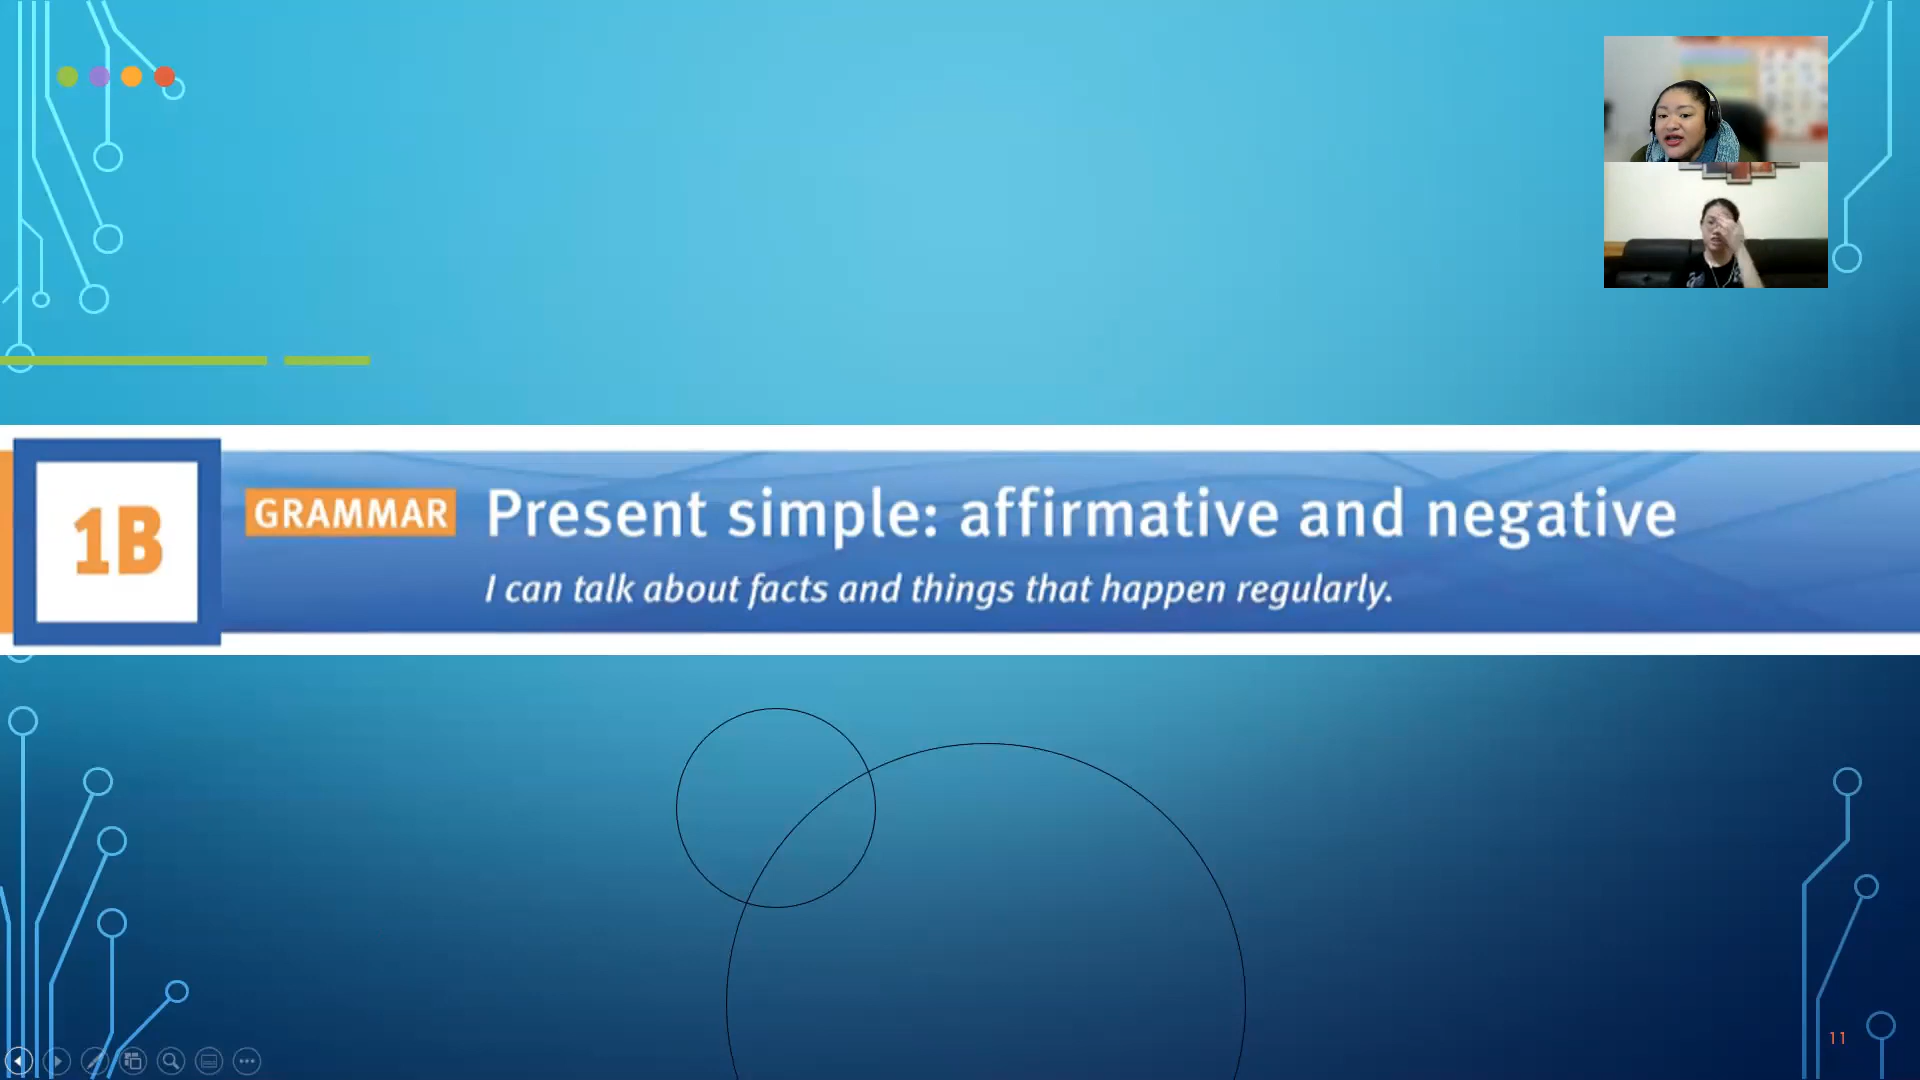 1B
GRAMMAR Present simple: affirmative and negative
I can talk about facts and things that happen regularly.
11